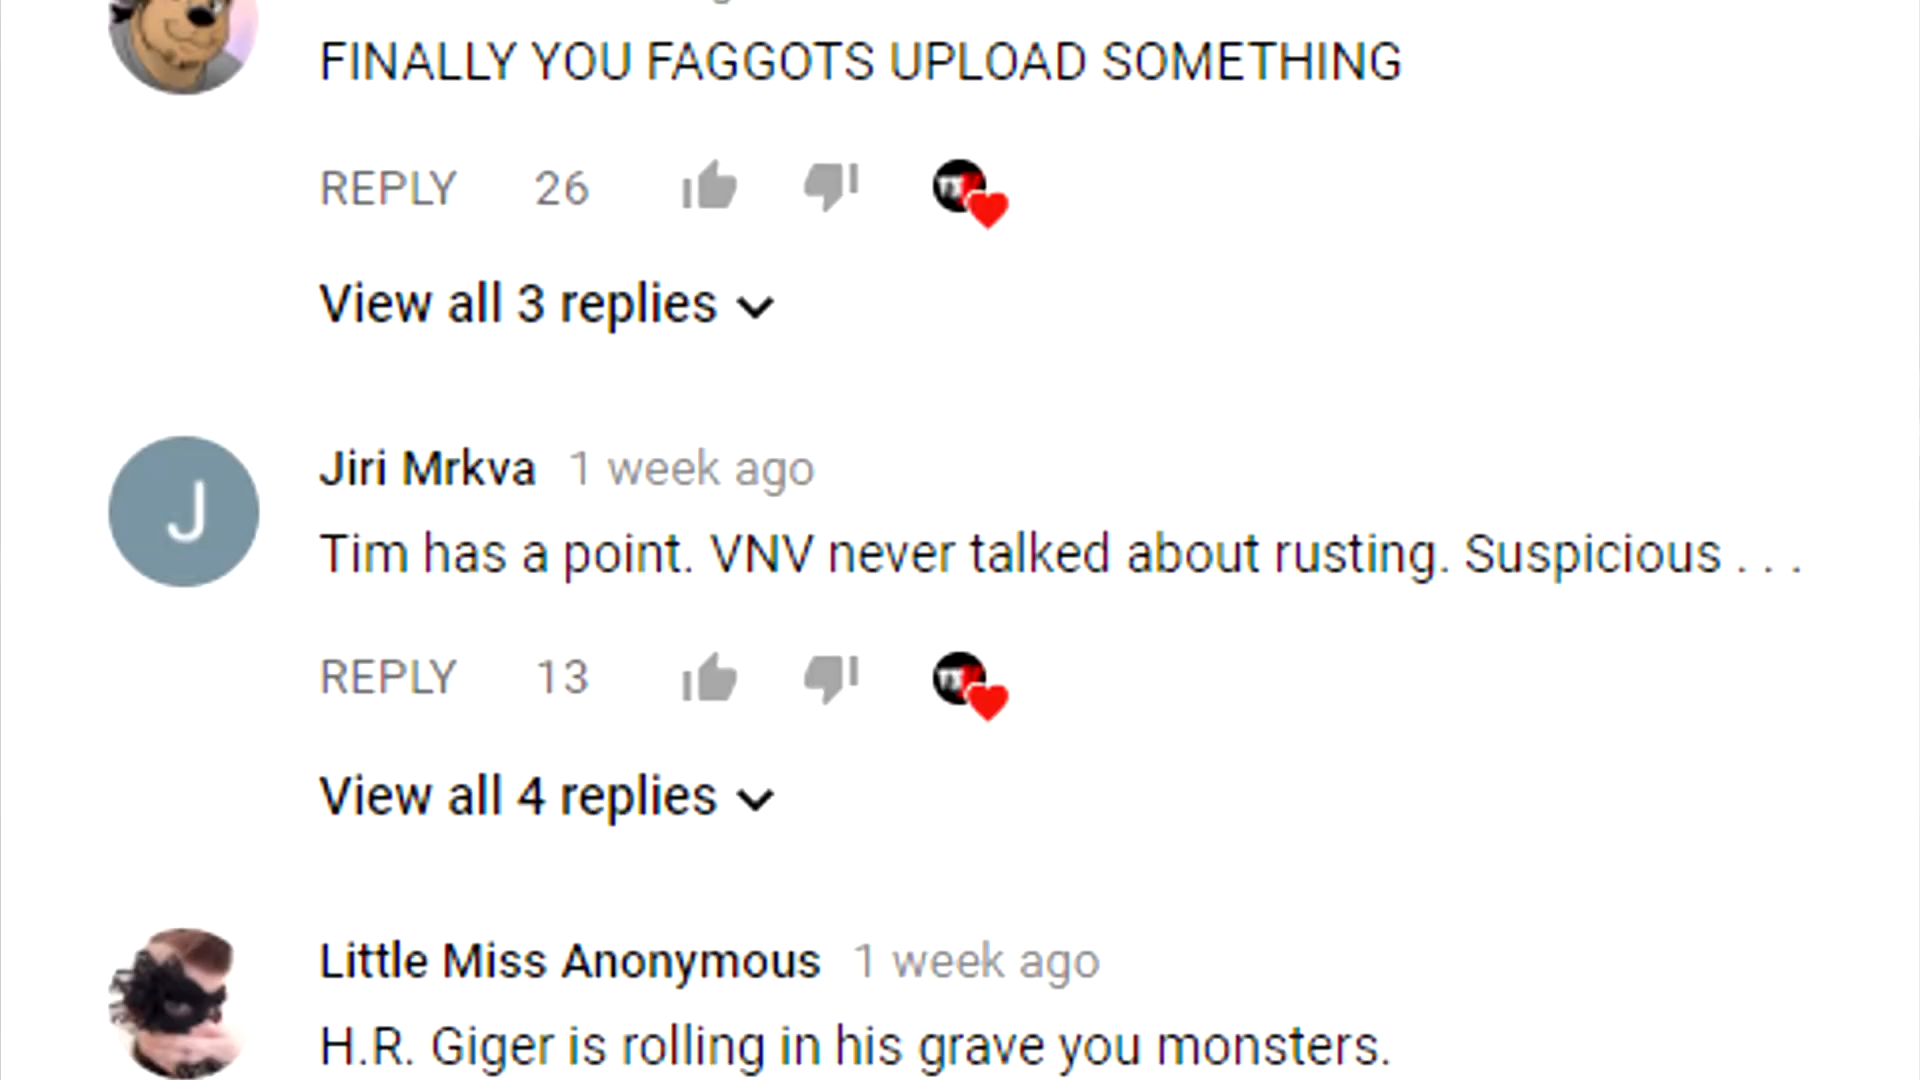 FINALLY YOU FAGGOTS UPLOAD SOMETHING
REPLY 26
View all 3 replies
J
Jiri Mrkva 1 week ago
Tim has a point. VNV never talked about rusting. Suspicious . . .
REPLY 13
View all 4 replies
Little Miss Anonymous 1 week ago
H.R. Giger is rolling in his grave you monsters.